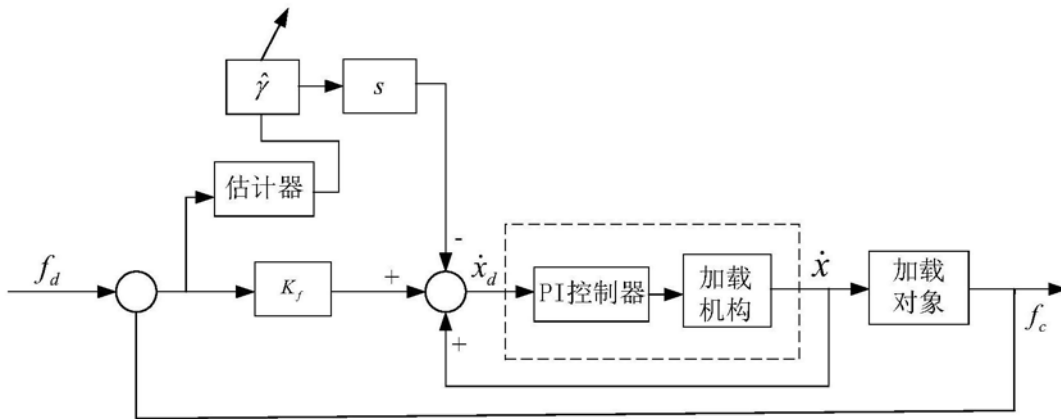 γ̂
s
估计器
f_d
K_f
+
-
ẋ_d
+
PI控制器
加载
机构
ẋ
加载
对象
f_c